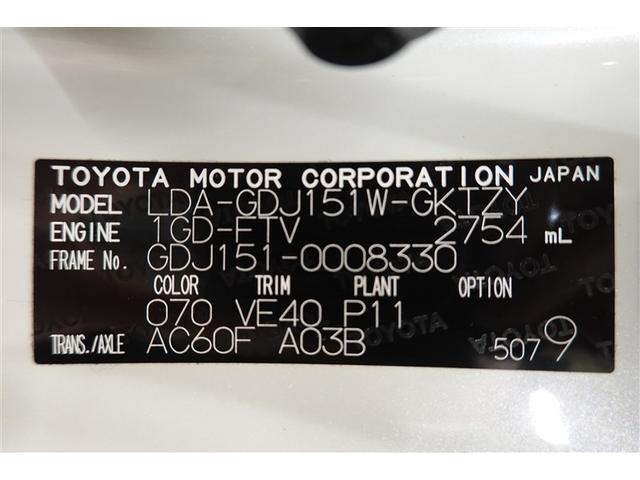 TOYOTA MOTOR CORPORATION JAPAN
MODEL LDA-GDJ151W-GKTZY
ENGINE 1GD-FTV 2754 mL
FRAME No. GDJ151-0008330
COLOR TRIM PLANT OPTION
070 VE40 P11
TRANS./AXLE AC60F A03B 5079